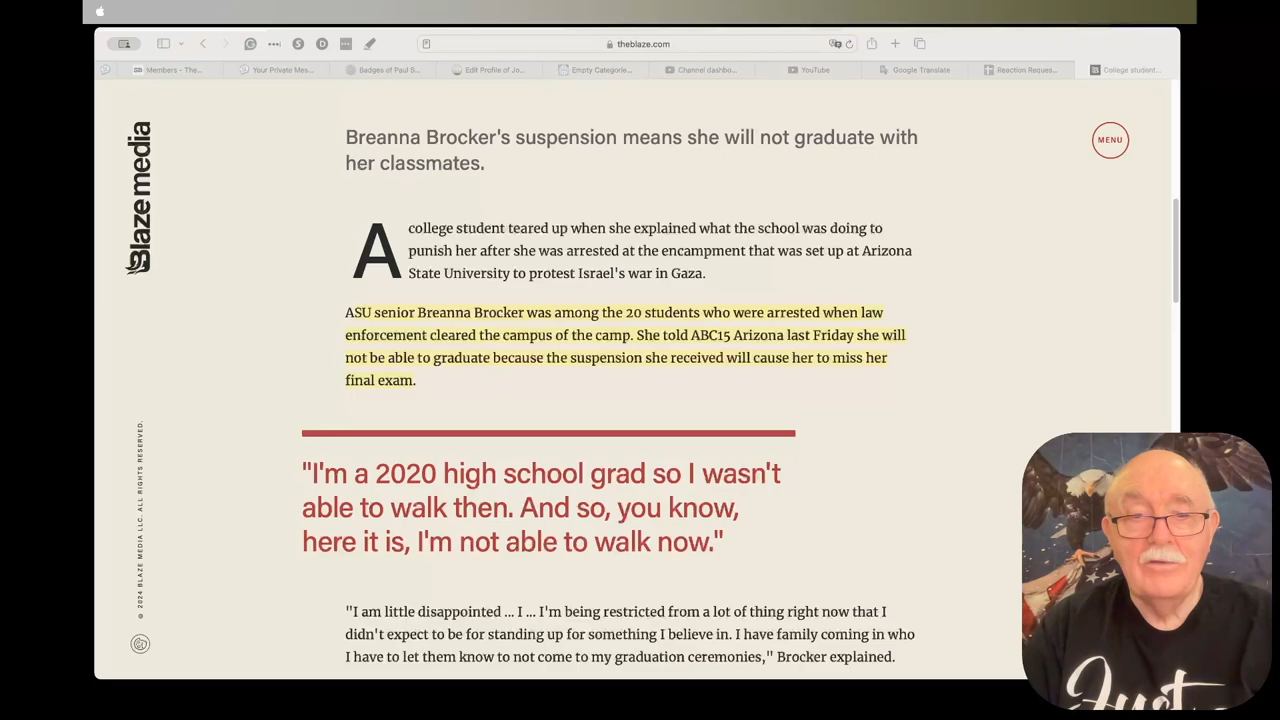 theblaze.com
Members - The...
Your Private Mes...
Badges of Paul S...
Edit Profile of Jo...
Empty Categorie...
Channel dashbo...
YouTube
Google Translate
Reaction Reques...
College student...
Blaze media
MENU
Breanna Brocker's suspension means she will not graduate with
her classmates.
A college student teared up when she explained what the school was doing to
punish her after she was arrested at the encampment that was set up at Arizona
State University to protest Israel's war in Gaza.
ASU senior Breanna Brocker was among the 20 students who were arrested when law
enforcement cleared the campus of the camp. She told ABC15 Arizona last Friday she will
not be able to graduate because the suspension she received will cause her to miss her
final exam.
"I'm a 2020 high school grad so I wasn't
able to walk then. And so, you know,
here it is, I'm not able to walk now."
"I am little disappointed ... I ... I'm being restricted from a lot of thing right now that I
didn't expect to be for standing up for something I believe in. I have family coming in who
I have to let them know to not come to my graduation ceremonies," Brocker explained.
© 2024 BLAZE MEDIA LLC. ALL RIGHTS RESERVED.
Just